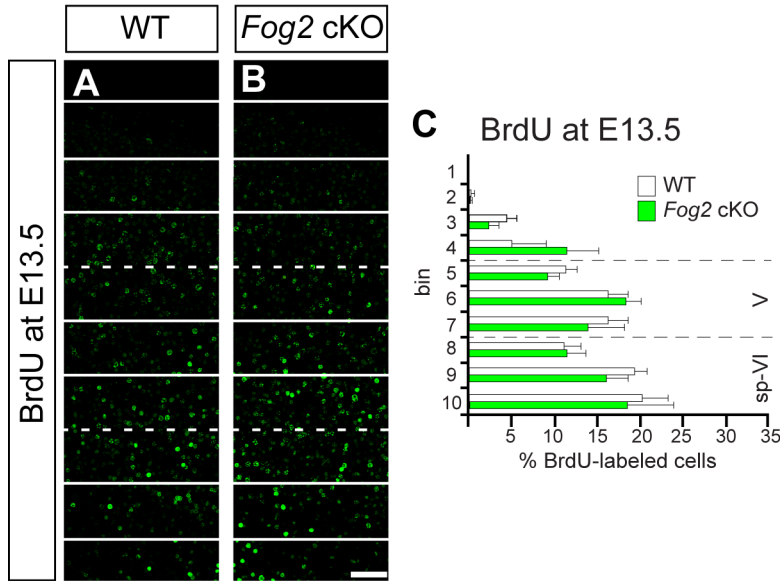 WT
Fog2 cKO
BrdU at E13.5
A
B
C
BrdU at E13.5
WT
Fog2 cKO
bin
1
2
3
4
5
6
7
8
9
10
V
sp-VI
5 10 15 20 25 30 35
% BrdU-labeled cells